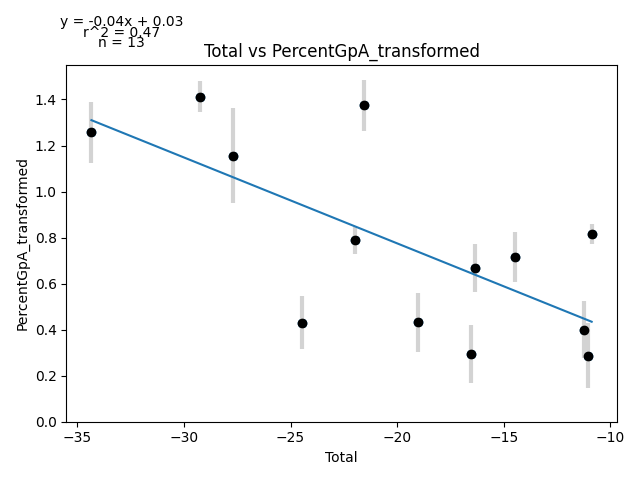 y = -0.04x + 0.03
r^2 = 0.47
n = 13
Total vs PercentGpA_transformed
PercentGpA_transformed
1.4
1.2
1.0
0.8
0.6
0.4
0.2
0.0
−35 −30 −25 −20 −15 −10
Total